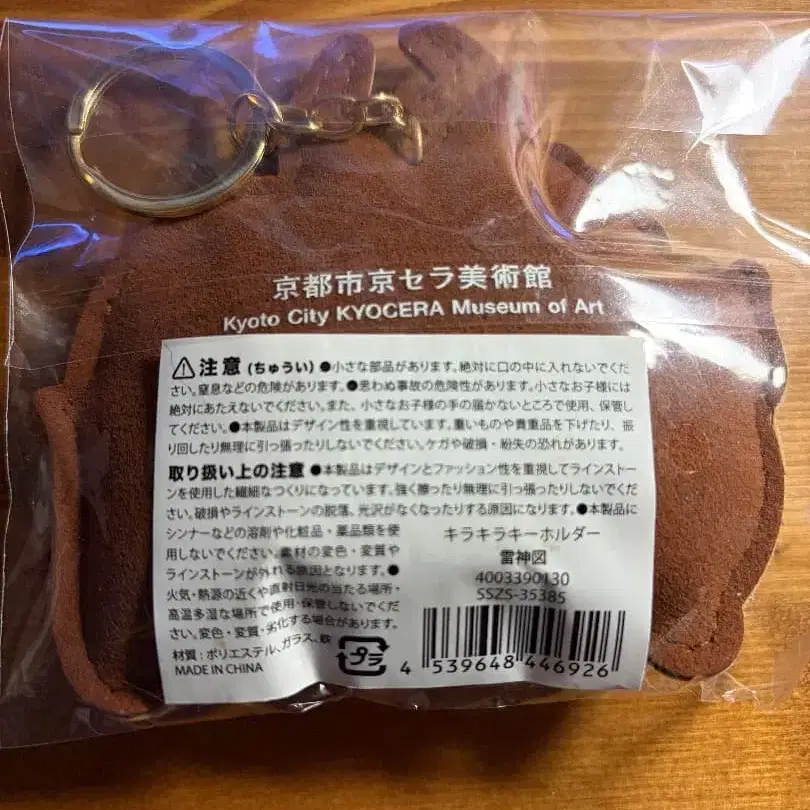 京都市京セラ美術館
Kyoto City KYOCERA Museum of Art
注意(ちゅうい)●小さな部品があります。絶対に口の中に入れないでくだ
さい。窒息などの危険があります。●思わぬ事故の危険性があります。小さなお子様には
絶対にあたえないでください。また、小さなお子様の手の届かないところで使用、保管し
てください。●本製品はデザイン性を重視しています。重いものや貴重品を下げたり、振
り回したり無理に引っ張ったりしないでください。ケガや破損・紛失の恐れがあります。
取り扱い上の注意 ●本製品はデザインとファッション性を重視してラインストー
ンを使用した繊細なつくりになっています。強く擦ったり無理に引っ張ったりしないでくだ
さい。破損やラインストーンの脱落、光沢がなくなったりする原因になります。●本製品に
シンナーなどの溶剤や化粧品・薬品類を使
用しないでください。素材の変色・変質や
ラインストーンが外れる原因となります。●
火気・熱源の近くや直射日光の当たる場所・
高温多湿な場所で使用・保管しないでくだ
さい。変色・変質・劣化する場合があります。
材質:ポリエステル、ガラス、鉄
MADE IN CHINA
プラ
キラキラキーホルダー
雷神図
4003390130
SSZS-35385
4 539648 446926